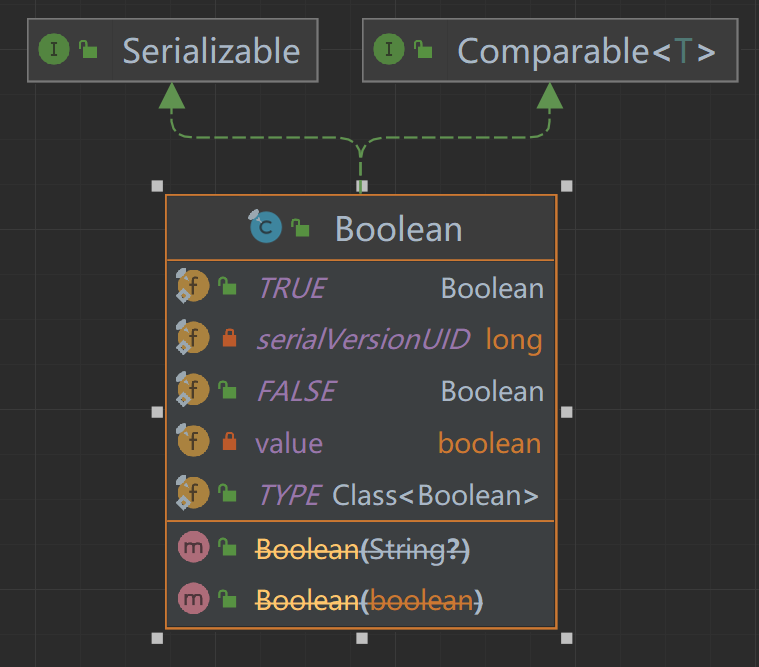 I Serializable
I Comparable<T>
C Boolean
f TRUE Boolean
f serialVersionUID long
f FALSE Boolean
f value boolean
f TYPE Class<Boolean>
m Boolean(String?)
m Boolean(boolean)